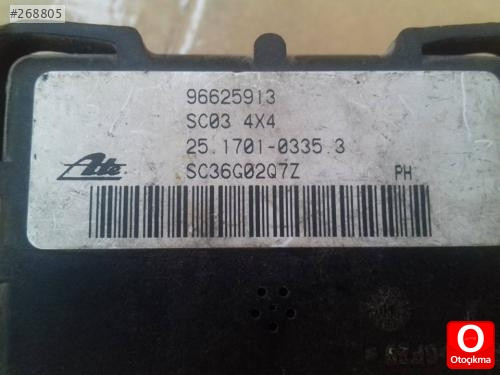 #268805
96625913
SC03 4X4
25.1701-0335.3
Ate SC36G02Q7Z PH
O
Otoçıkma